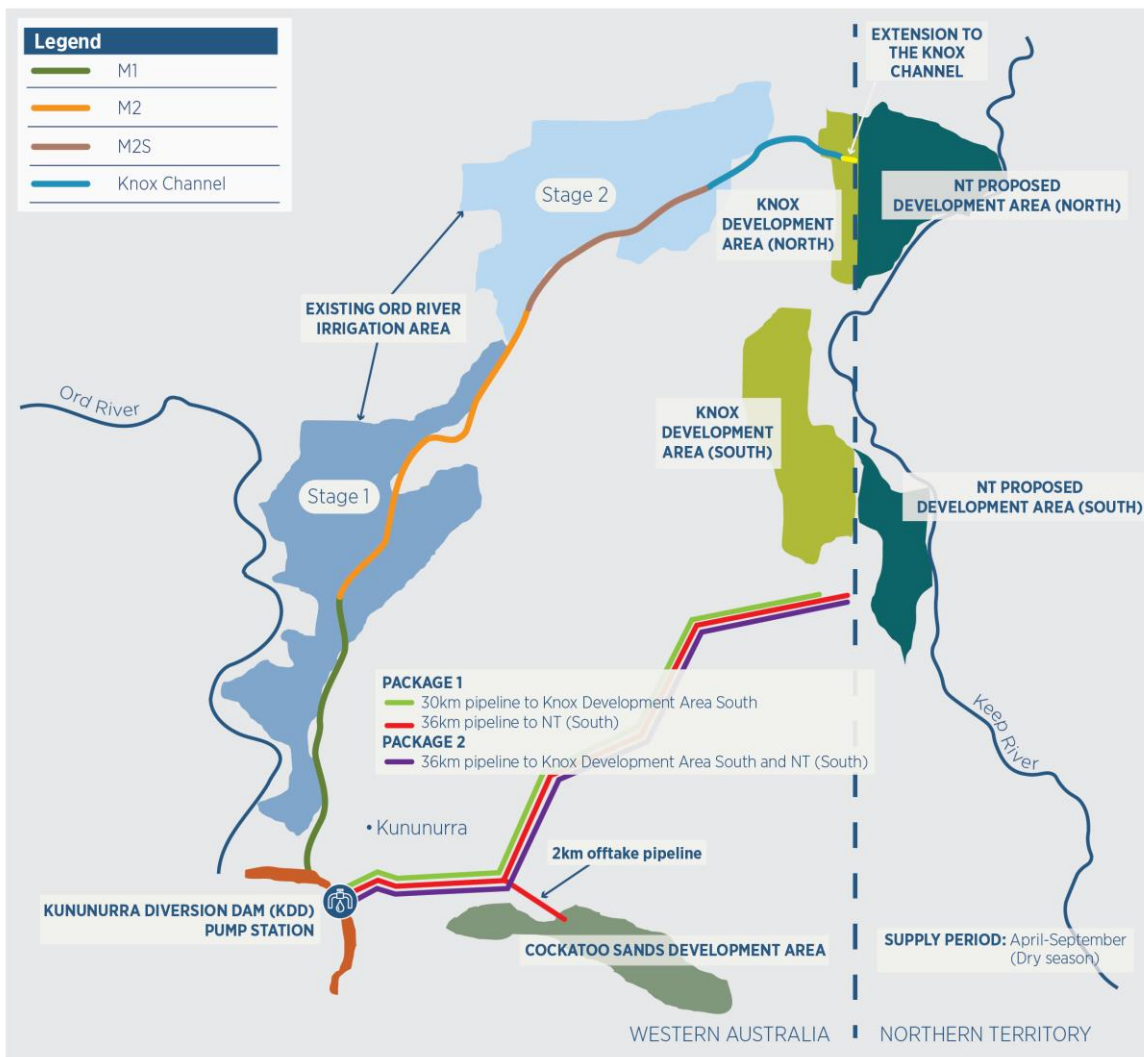 Legend
M1
M2
M2S
Knox Channel
EXTENSION TO
THE KNOX
CHANNEL
Stage 2
KNOX
DEVELOPMENT
AREA (NORTH)
NT PROPOSED
DEVELOPMENT AREA (NORTH)
EXISTING ORD RIVER
IRRIGATION AREA
Ord River
KNOX
DEVELOPMENT
AREA (SOUTH)
Stage 1
NT PROPOSED
DEVELOPMENT AREA (SOUTH)
PACKAGE 1
30km pipeline to Knox Development Area South
36km pipeline to NT (South)
PACKAGE 2
36km pipeline to Knox Development Area South and NT (South)
Keep River
• Kununurra
2km offtake pipeline
KUNUNURRA DIVERSION DAM (KDD)
PUMP STATION
COCKATOO SANDS DEVELOPMENT AREA
SUPPLY PERIOD: April-September
(Dry season)
WESTERN AUSTRALIA
NORTHERN TERRITORY